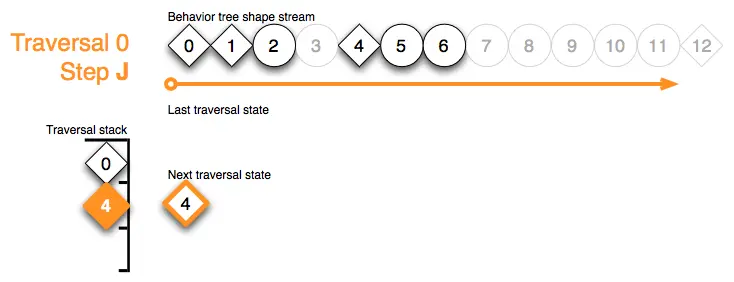 Behavior tree shape stream
Traversal 0
Step J
0 1 2 3 4 5 6 7 8 9 10 11 12
Last traversal state
Traversal stack
0
Next traversal state
4
4